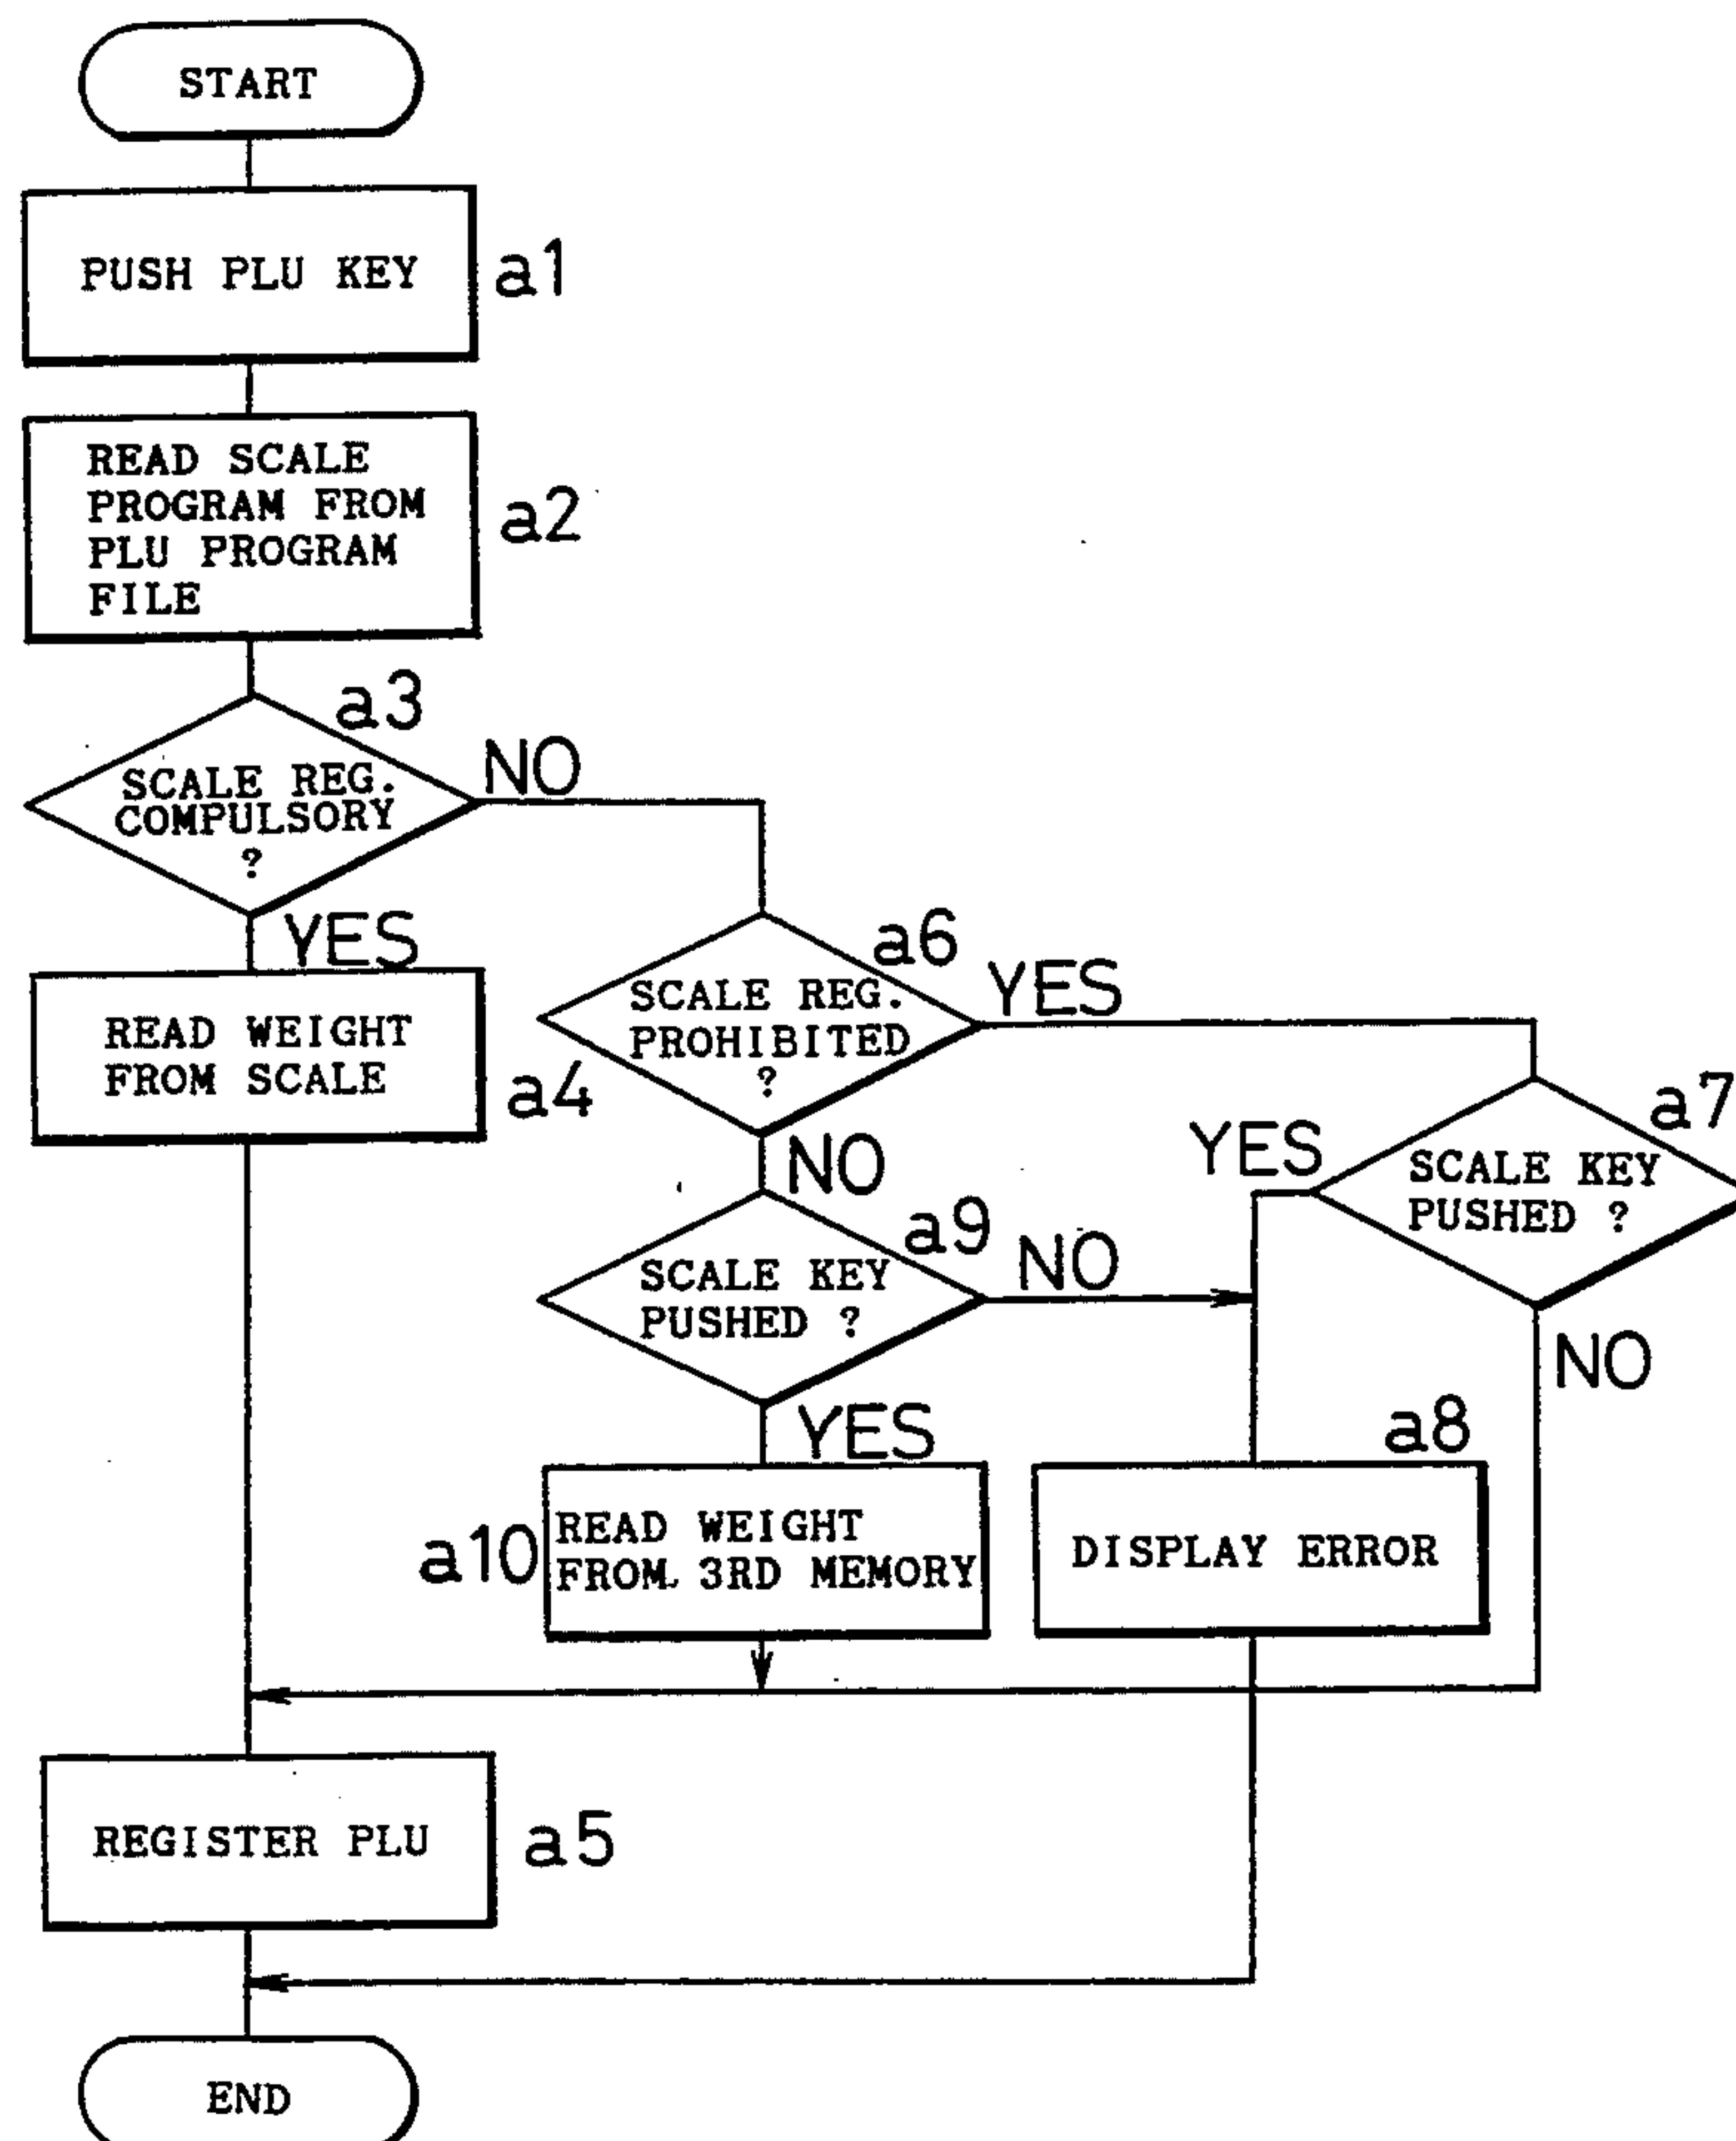 START
PUSH PLU KEY
a1
READ SCALE
PROGRAM FROM
PLU PROGRAM
FILE
a2
a3
SCALE REG.
COMPULSORY
?
NO
YES
READ WEIGHT
FROM SCALE
a4
a6
SCALE REG.
PROHIBITED
?
YES
NO
a7
SCALE KEY
PUSHED ?
YES
NO
a9
SCALE KEY
PUSHED ?
NO
YES
a10
READ WEIGHT
FROM 3RD MEMORY
a8
DISPLAY ERROR
REGISTER PLU
a5
END